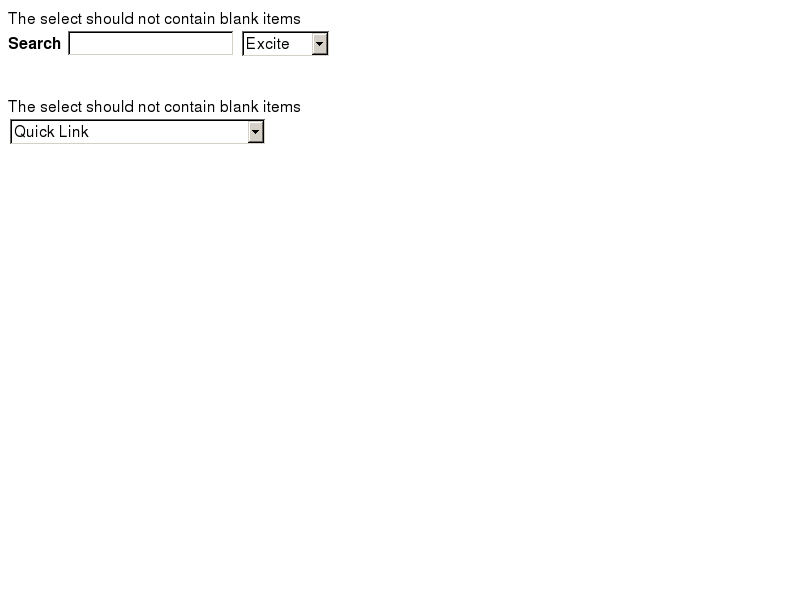 The select should not contain blank items
Search Excite
The select should not contain blank items
Quick Link